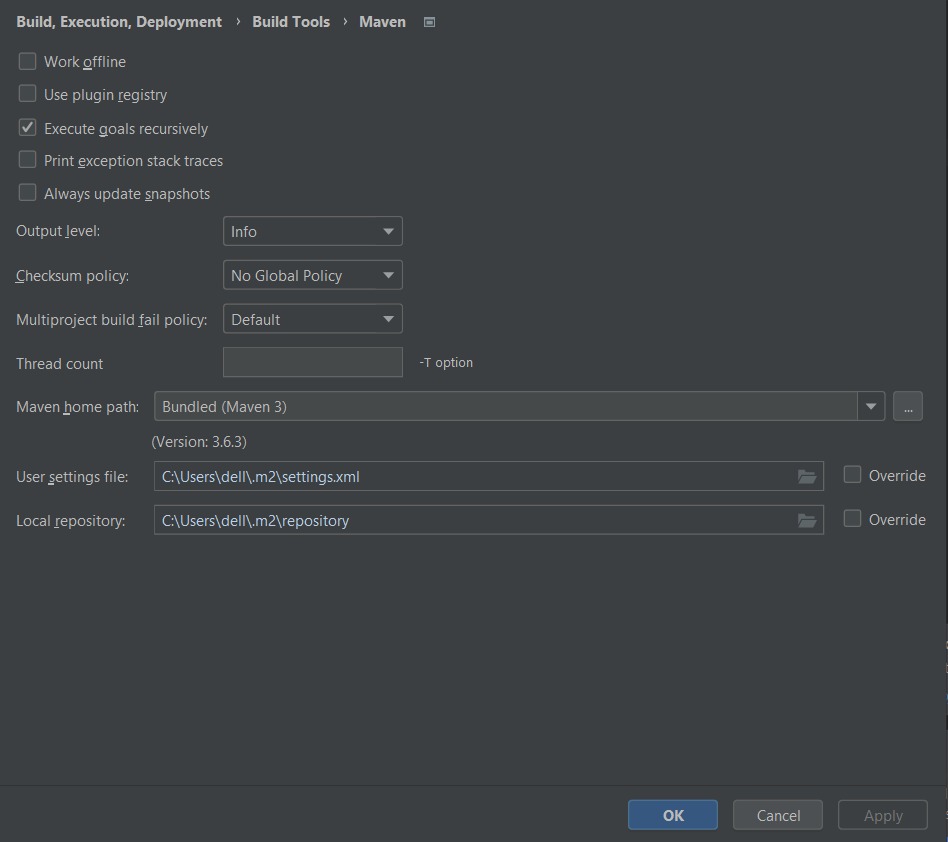 Build, Execution, Deployment › Build Tools › Maven
Work offline
Use plugin registry
Execute goals recursively
Print exception stack traces
Always update snapshots
Output level: Info
Checksum policy: No Global Policy
Multiproject build fail policy: Default
Thread count -T option
Maven home path: Bundled (Maven 3) ...
(Version: 3.6.3)
User settings file: C:\Users\dell\.m2\settings.xml Override
Local repository: C:\Users\dell\.m2\repository Override
OK Cancel Apply